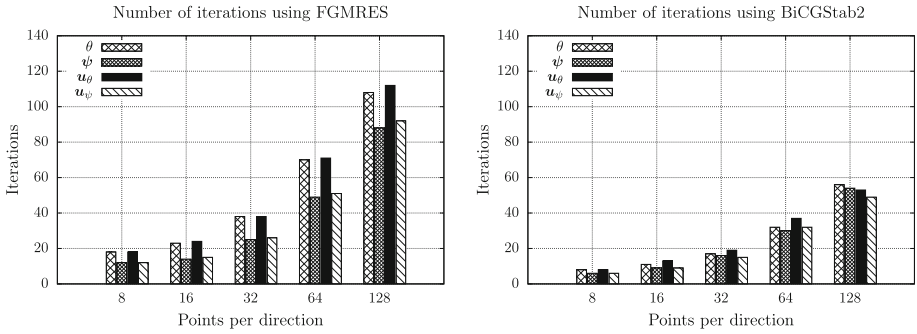 Number of iterations using FGMRES
140
120
100
80
60
40
20
0
Iterations
θ
ψ
u_θ
u_ψ
8 16 32 64 128
Points per direction
Number of iterations using BiCGStab2
140
120
100
80
60
40
20
0
Iterations
θ
ψ
u_θ
u_ψ
8 16 32 64 128
Points per direction